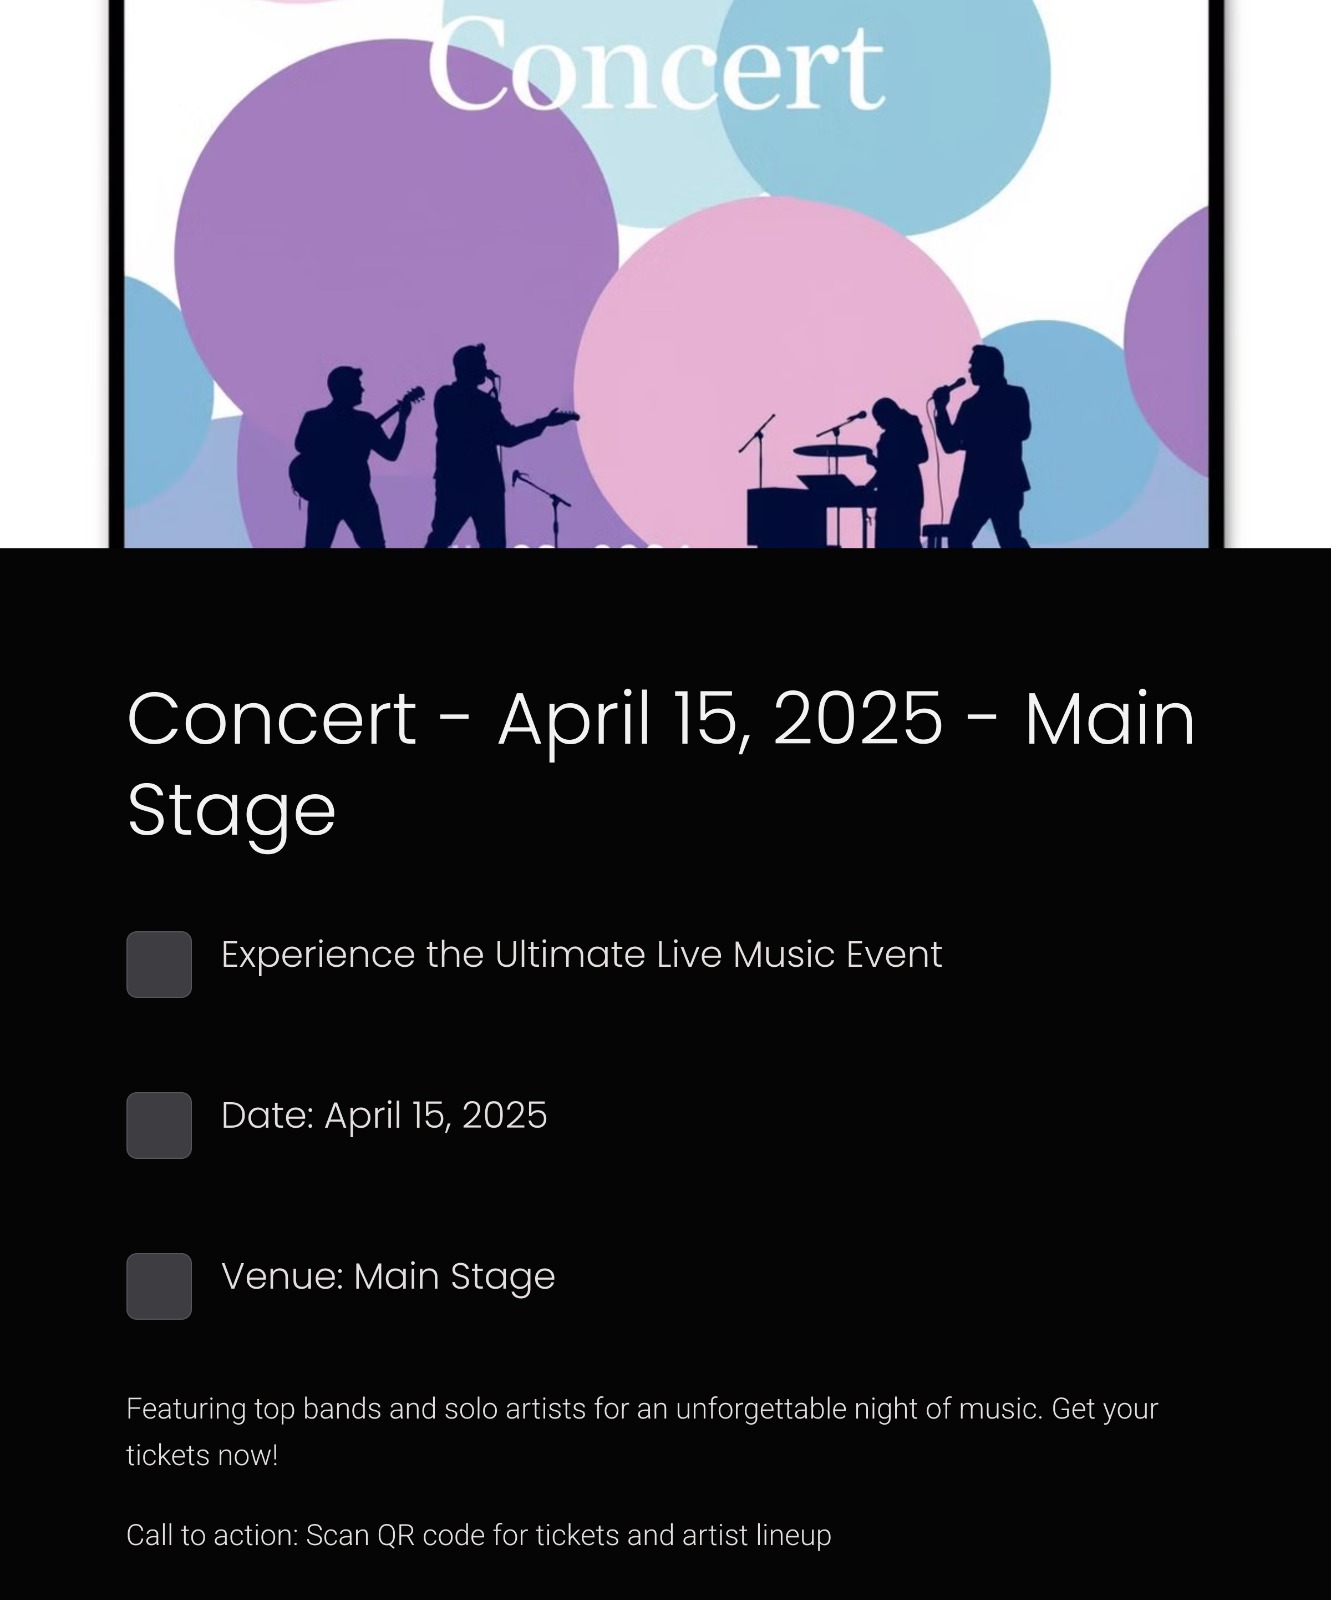 Concert
Concert - April 15, 2025 - Main
Stage
Experience the Ultimate Live Music Event
Date: April 15, 2025
Venue: Main Stage
Featuring top bands and solo artists for an unforgettable night of music. Get your
tickets now!
Call to action: Scan QR code for tickets and artist lineup